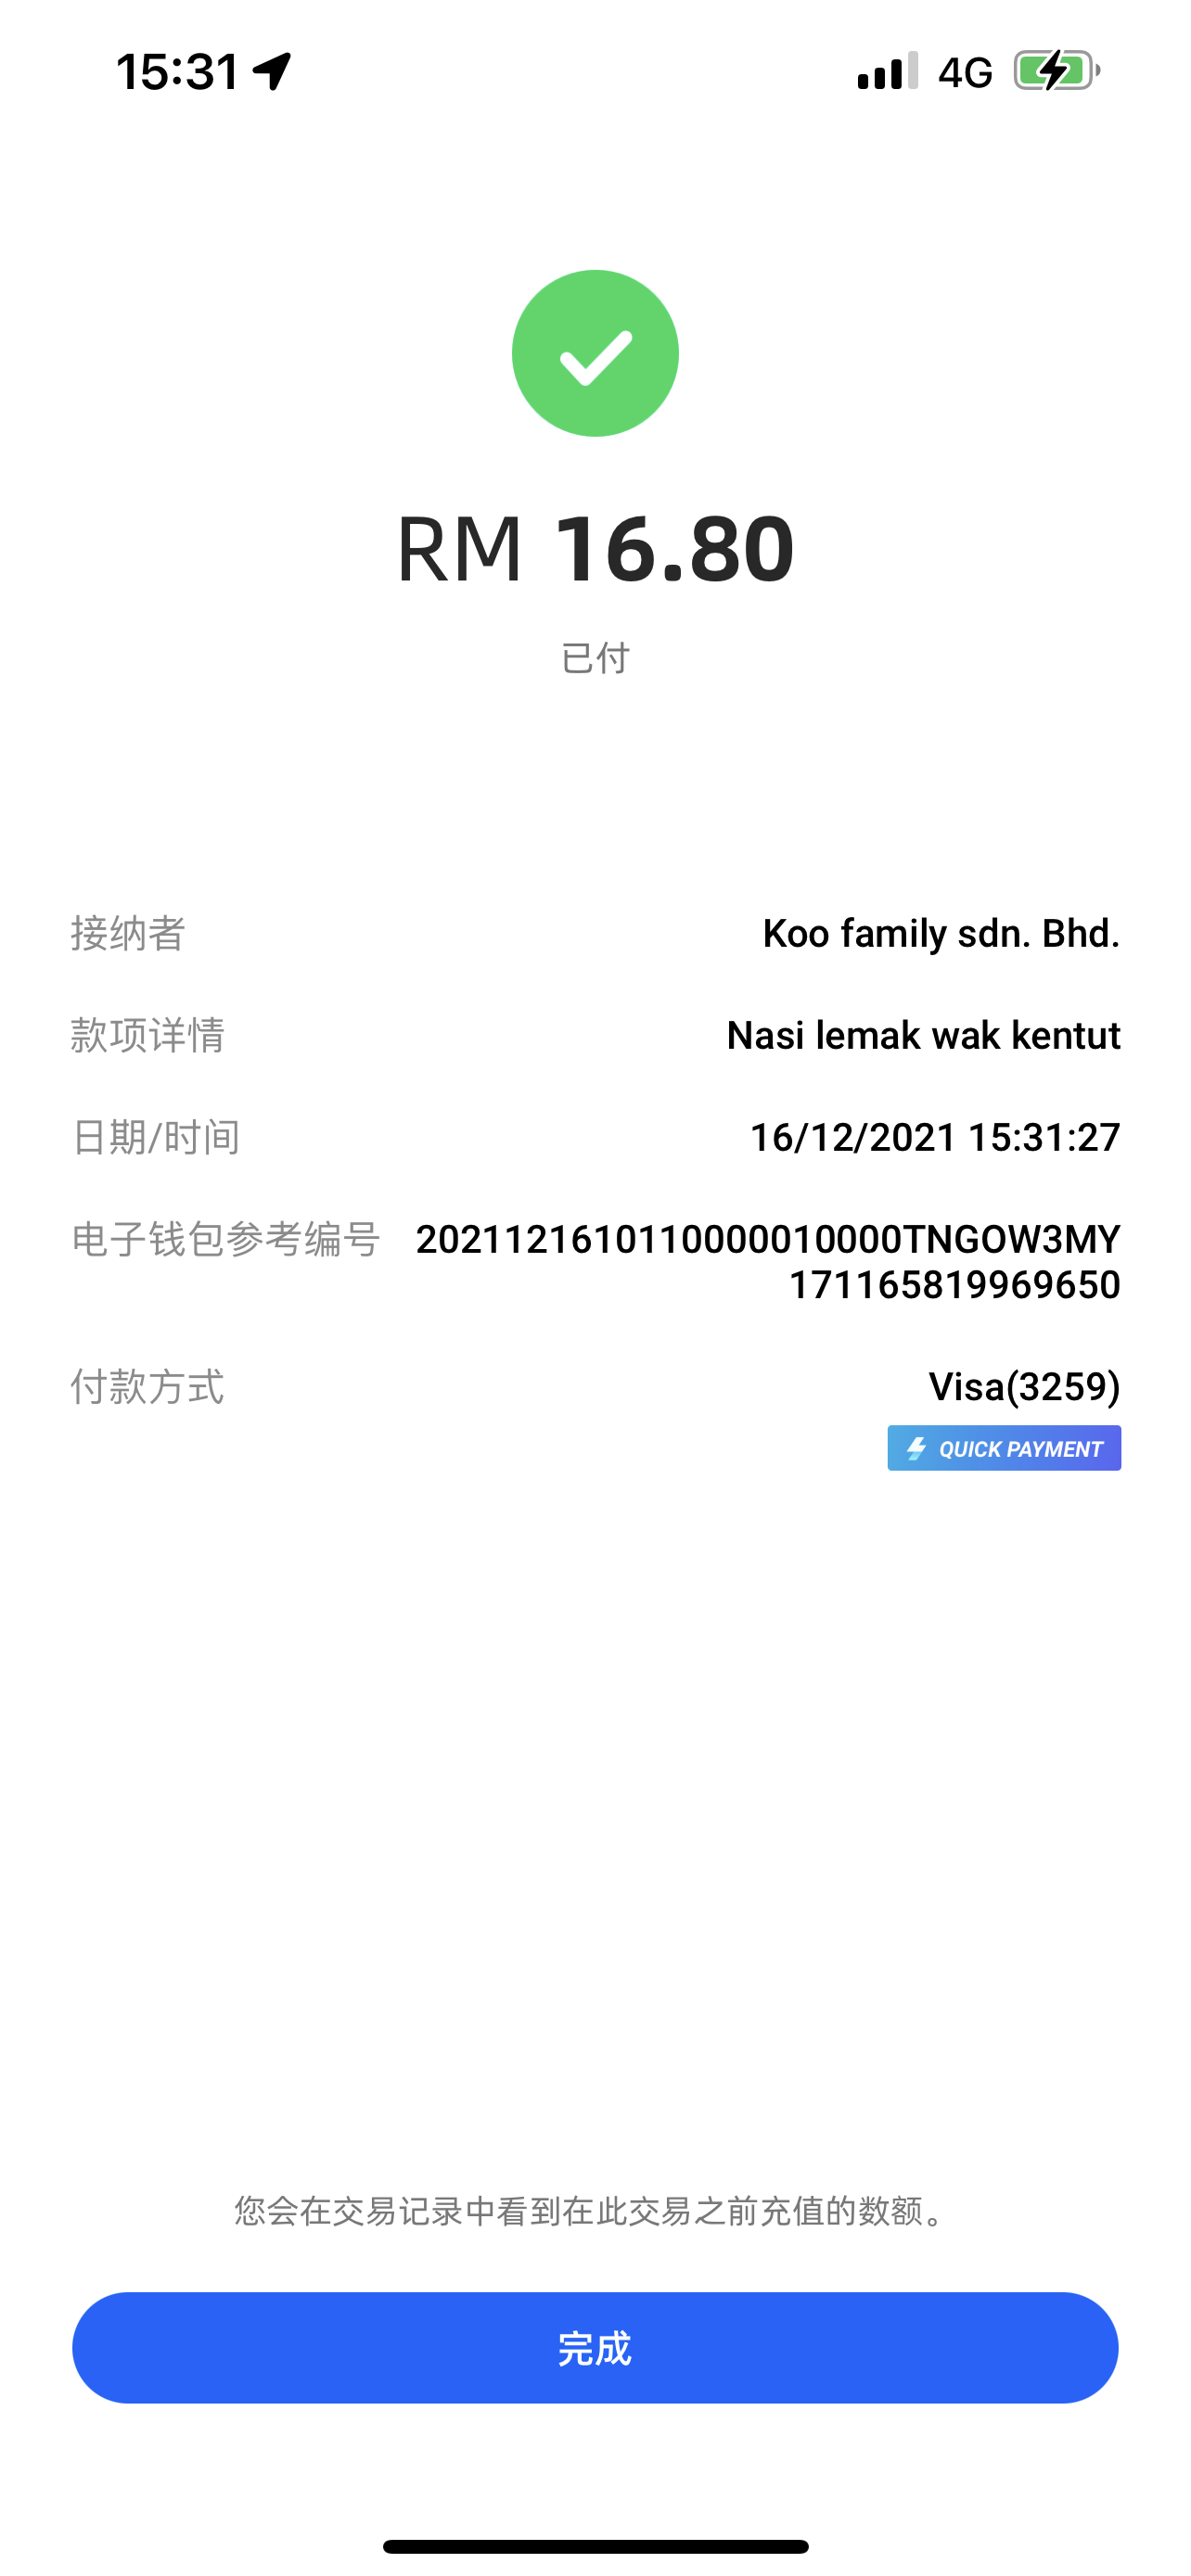 15:31
4G
RM 16.80
已付
接纳者 Koo family sdn. Bhd.
款项详情 Nasi lemak wak kentut
日期/时间 16/12/2021 15:31:27
电子钱包参考编号 20211216101110000010000TNGOW3MY
171165819969650
付款方式 Visa(3259)
QUICK PAYMENT
您会在交易记录中看到在此交易之前充值的数额。
完成